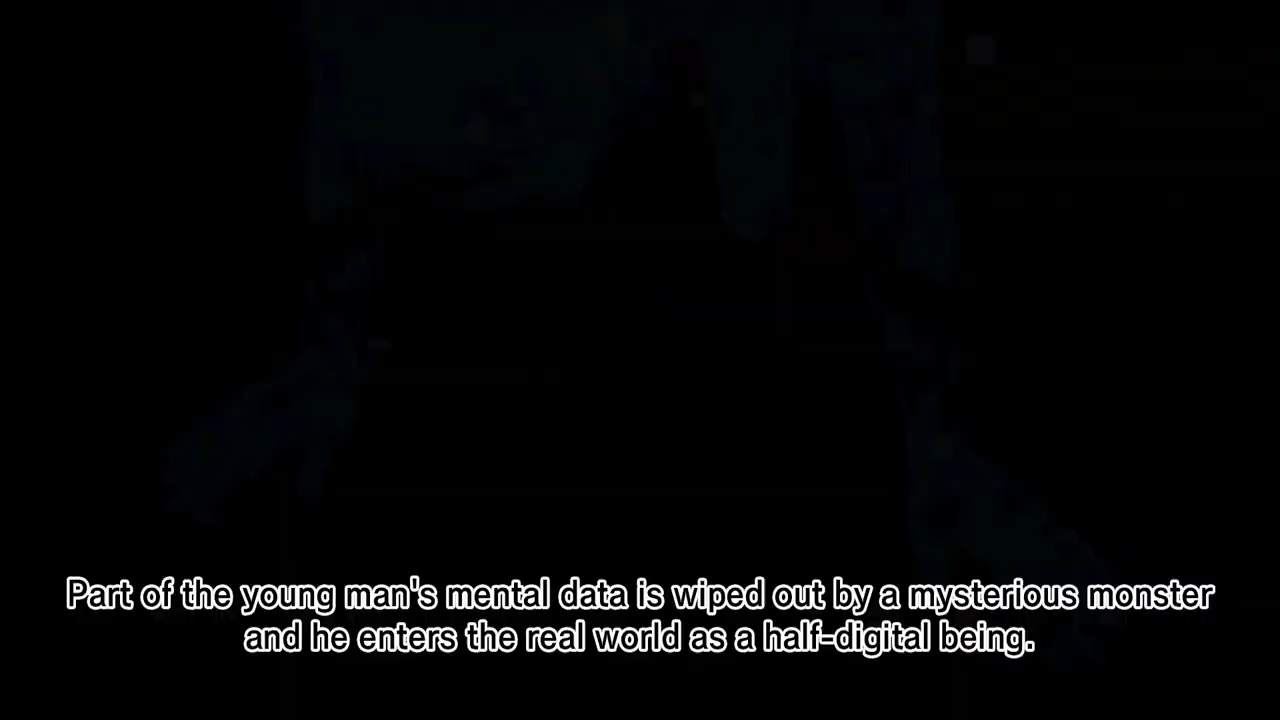 Part of the young man's mental data is wiped out by a mysterious monster
and he enters the real world as a half-digital being.